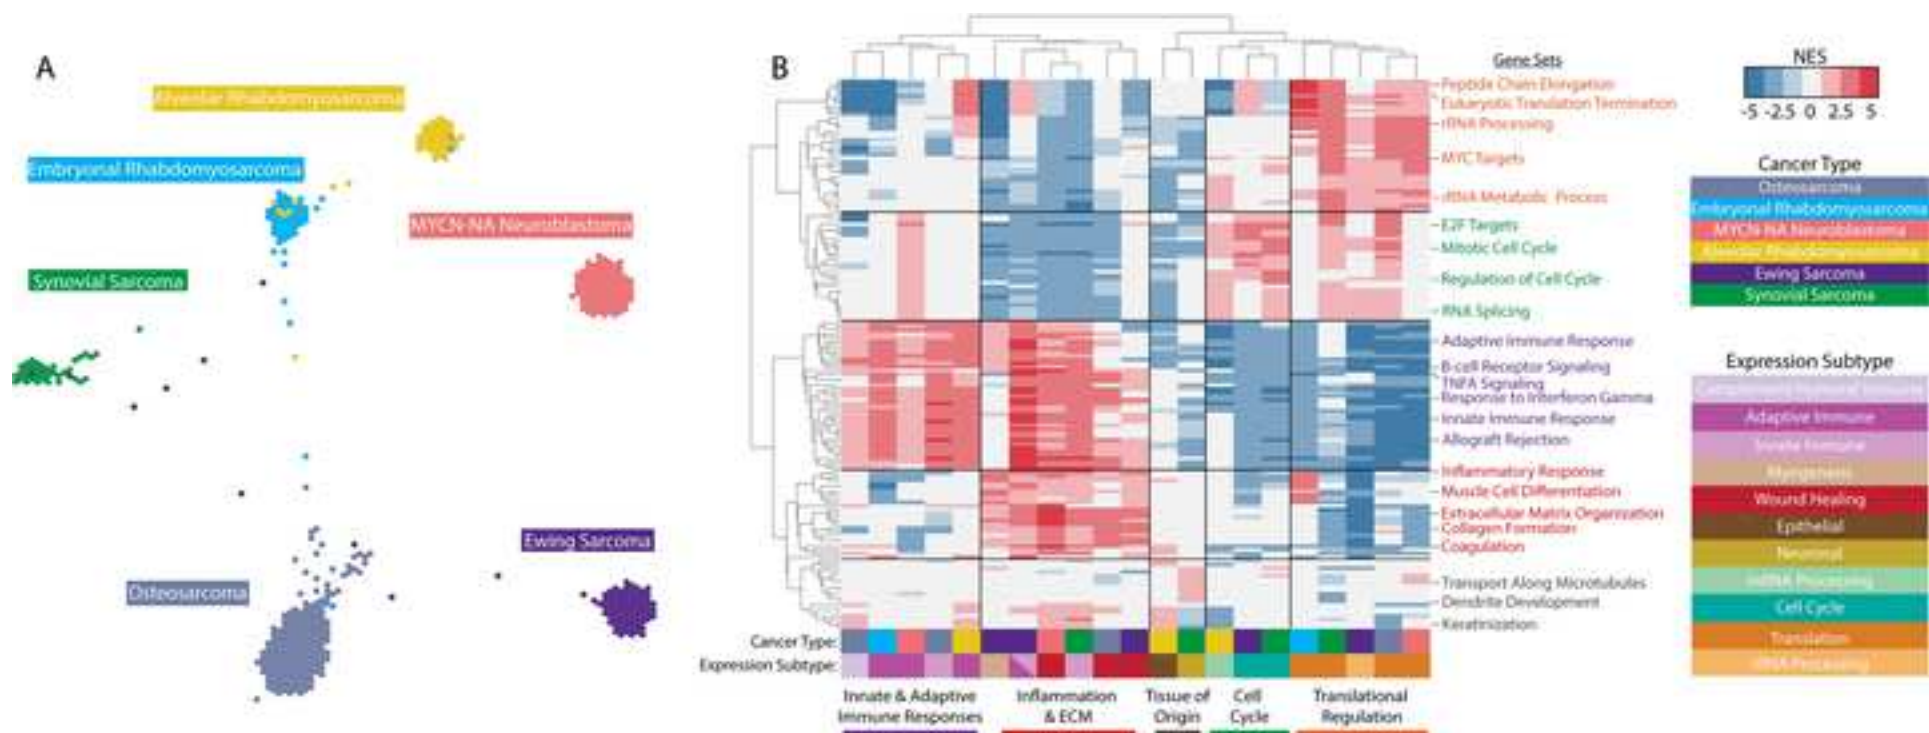 A
Alveolar Rhabdomyosarcoma
Embryonal Rhabdomyosarcoma
MYCN-NA Neuroblastoma
Synovial Sarcoma
Ewing Sarcoma
Osteosarcoma
B
Gene Sets
Peptide Chain Elongation
Eukaryotic Translation Termination
rRNA Processing
MYC Targets
rRNA Metabolic Process
E2F Targets
Mitotic Cell Cycle
Regulation of Cell Cycle
RNA Splicing
Adaptive Immune Response
B-cell Receptor Signaling
TNFA Signaling
Response to Interferon Gamma
Innate Immune Response
Allograft Rejection
Inflammatory Response
Muscle Cell Differentiation
Extracellular Matrix Organization
Collagen Formation
Coagulation
Transport Along Microtubules
Dendrite Development
Keratinization
Cancer Type:
Expression Subtype:
Innate & Adaptive
Immune Responses
Inflammation
& ECM
Tissue of
Origin
Cell
Cycle
Translational
Regulation
NES
-5 -2.5 0 2.5 5
Cancer Type
Osteosarcoma
Embryonal Rhabdomyosarcoma
MYCN-NA Neuroblastoma
Alveolar Rhabdomyosarcoma
Ewing Sarcoma
Synovial Sarcoma
Expression Subtype
Adaptive Immune
Innate Immune
Myogenesis
Wound Healing
Epithelial
Neuronal
mRNA Processing
Cell Cycle
Translation
rRNA Processing